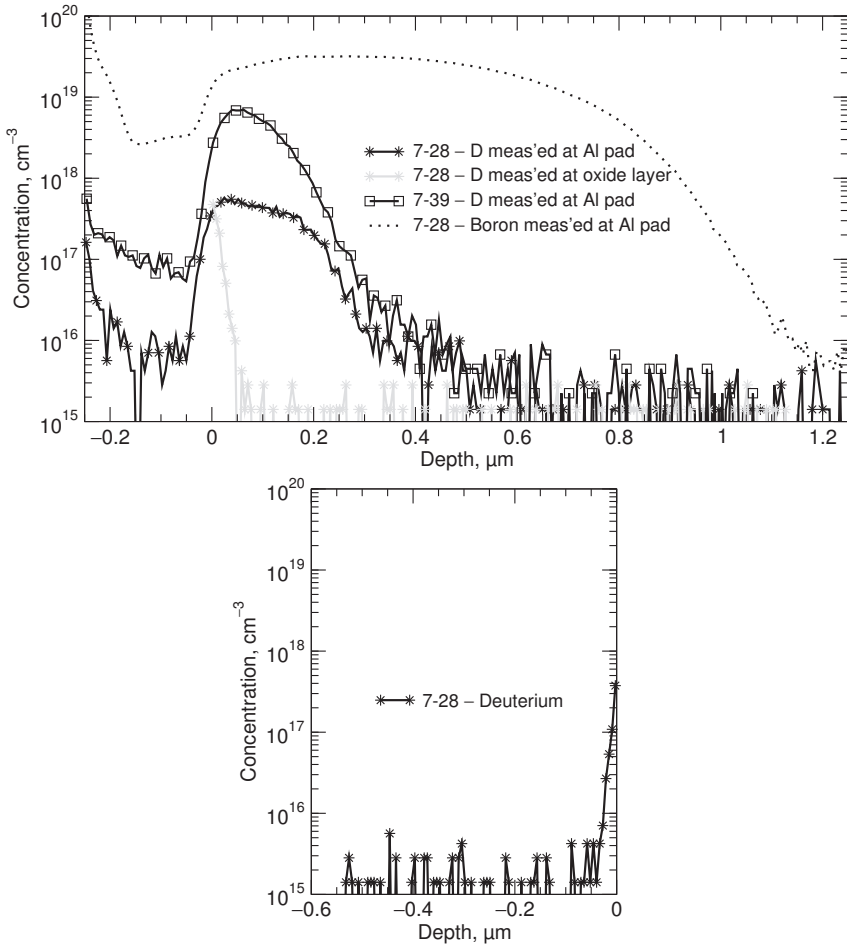 10^20
10^19
10^18
10^17
10^16
10^15
Concentration, cm^−3
7-28 – D meas'ed at Al pad
7-28 – D meas'ed at oxide layer
7-39 – D meas'ed at Al pad
7-28 – Boron meas'ed at Al pad
−0.2 0 0.2 0.4 0.6 0.8 1 1.2
Depth, µm
10^20
10^19
10^18
10^17
10^16
10^15
Concentration, cm^−3
7-28 – Deuterium
−0.6 −0.4 −0.2 0
Depth, µm